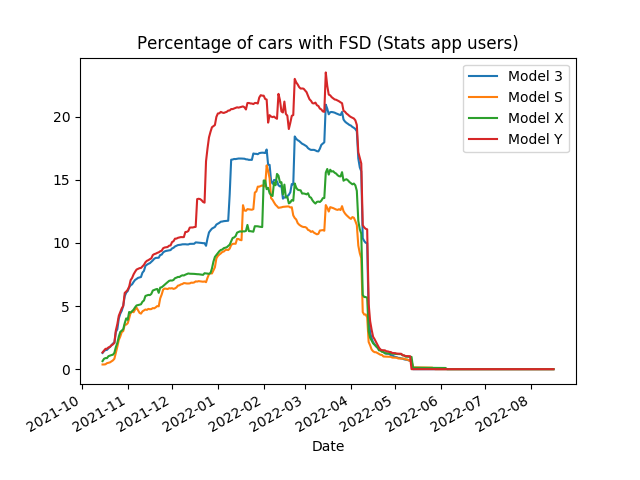 Percentage of cars with FSD (Stats app users)
Model 3
Model S
Model X
Model Y
20
15
10
5
0
2021-10
2021-11
2021-12
2022-01
2022-02
2022-03
2022-04
2022-05
2022-06
2022-07
2022-08
Date